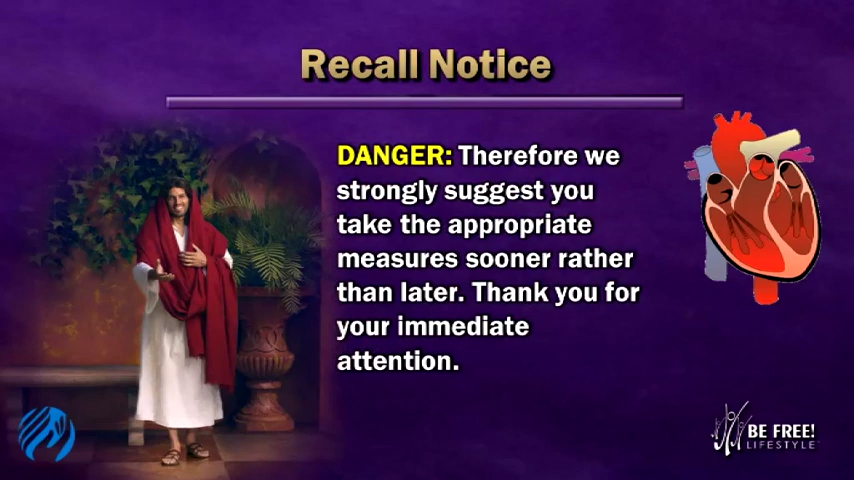 Recall Notice
DANGER: Therefore we
strongly suggest you
take the appropriate
measures sooner rather
than later. Thank you for
your immediate
attention.
BE FREE!
LIFESTYLE